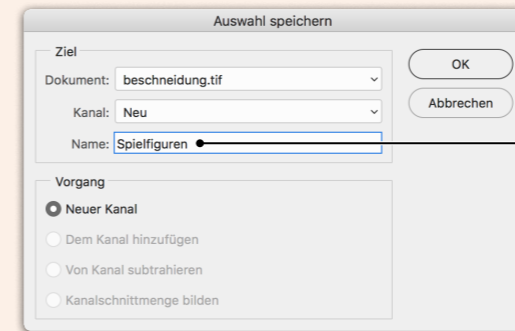 Auswahl speichern
Ziel
Dokument: beschneidung.tif
Kanal: Neu
Name: Spielfiguren
OK
Abbrechen
Vorgang
Neuer Kanal
Dem Kanal hinzufügen
Von Kanal subtrahieren
Kanalschnittmenge bilden